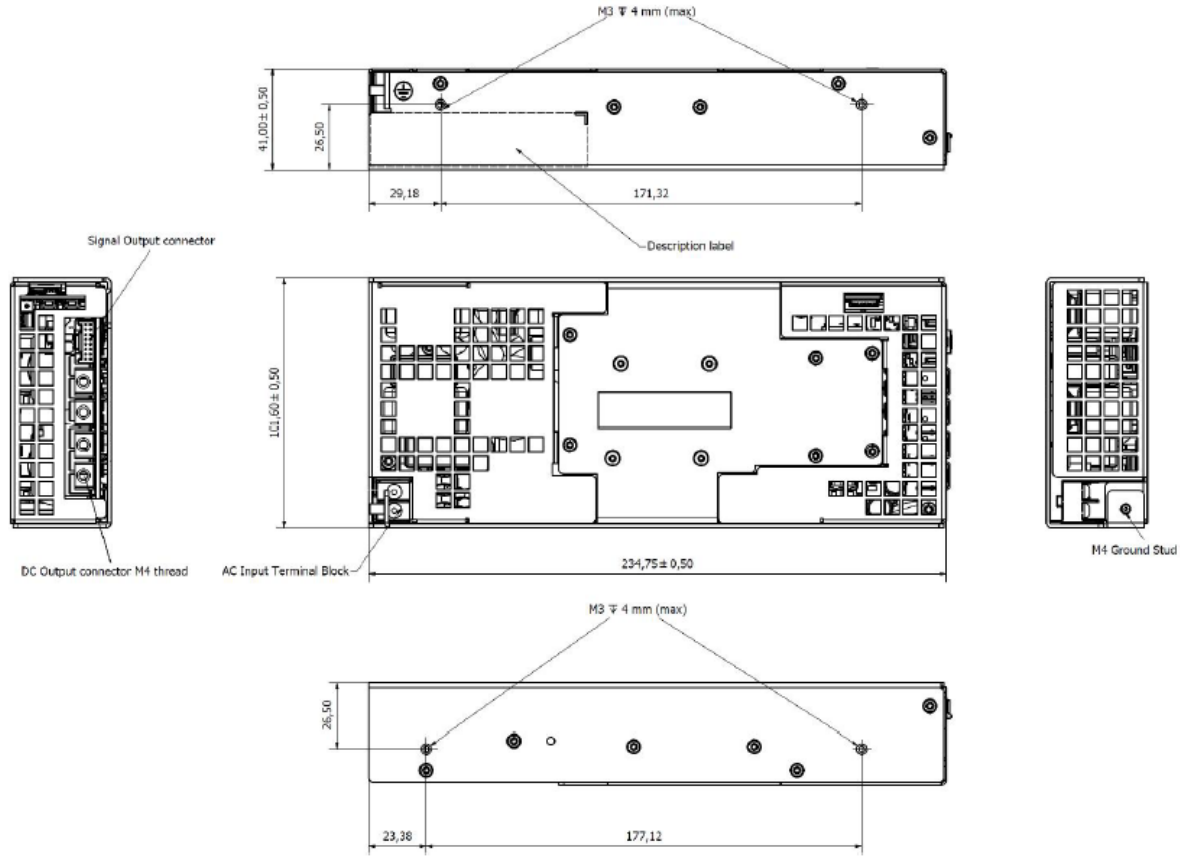 M3 ↧ 4 mm (max)
41,00± 0,50
26,50
29,18
171,32
Description label
Signal Output connector
101,60± 0,50
DC Output connector M4 thread
AC Input Terminal Block
234,75± 0,50
M4 Ground Stud
M3 ↧ 4 mm (max)
26,50
23,38
177,12